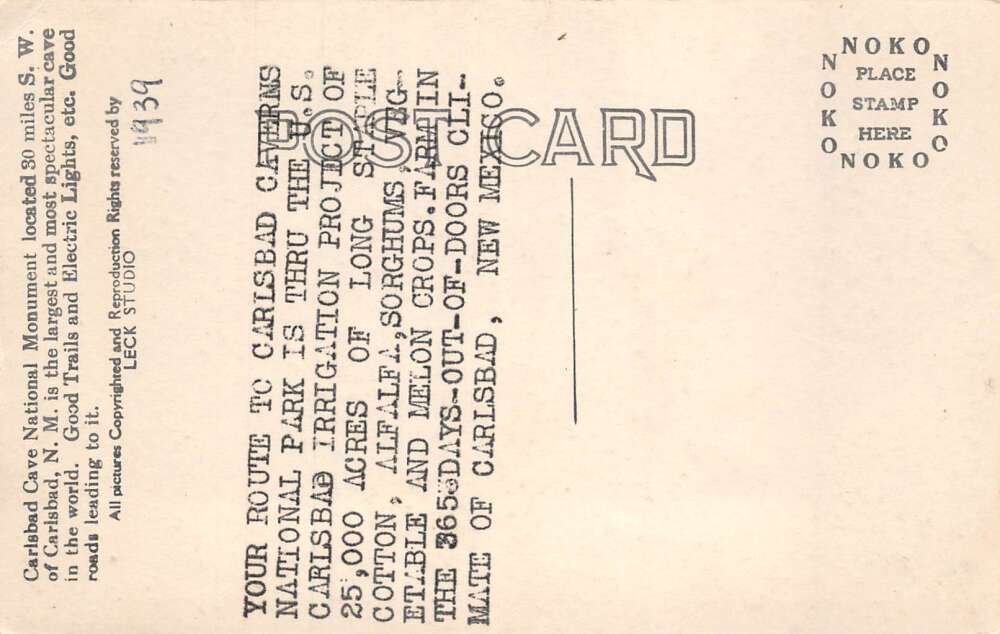 Carlsbad Cave National Monument located 30 miles S. W.
of Carlsbad, N. M. is the largest and most spectacular cave
in the world. Good Trails and Electric Lights, etc. Good
roads leading to it.
All pictures Copyrighted and Reproduction Rights reserved by
LECK STUDIO
1939
YOUR ROUTE TO CARLSBAD CAVERNS
NATIONAL PARK IS THRU THE U.S.
CARLSBAD IRRIGATION PROJECT OF
25,000 ACRES OF LONG STAPLE
COTTON, ALFALFA,SORGHUMS,VEG-
ETABLE AND MELON CROPS.FARM IN
THE 365-DAYS-OUT-OF-DOORS CLI-
MATE OF CARLSBAD, NEW MEXICO.
POST CARD
NOKO
NOKO
PLACE
STAMP
HERE
NOKO
NOKO